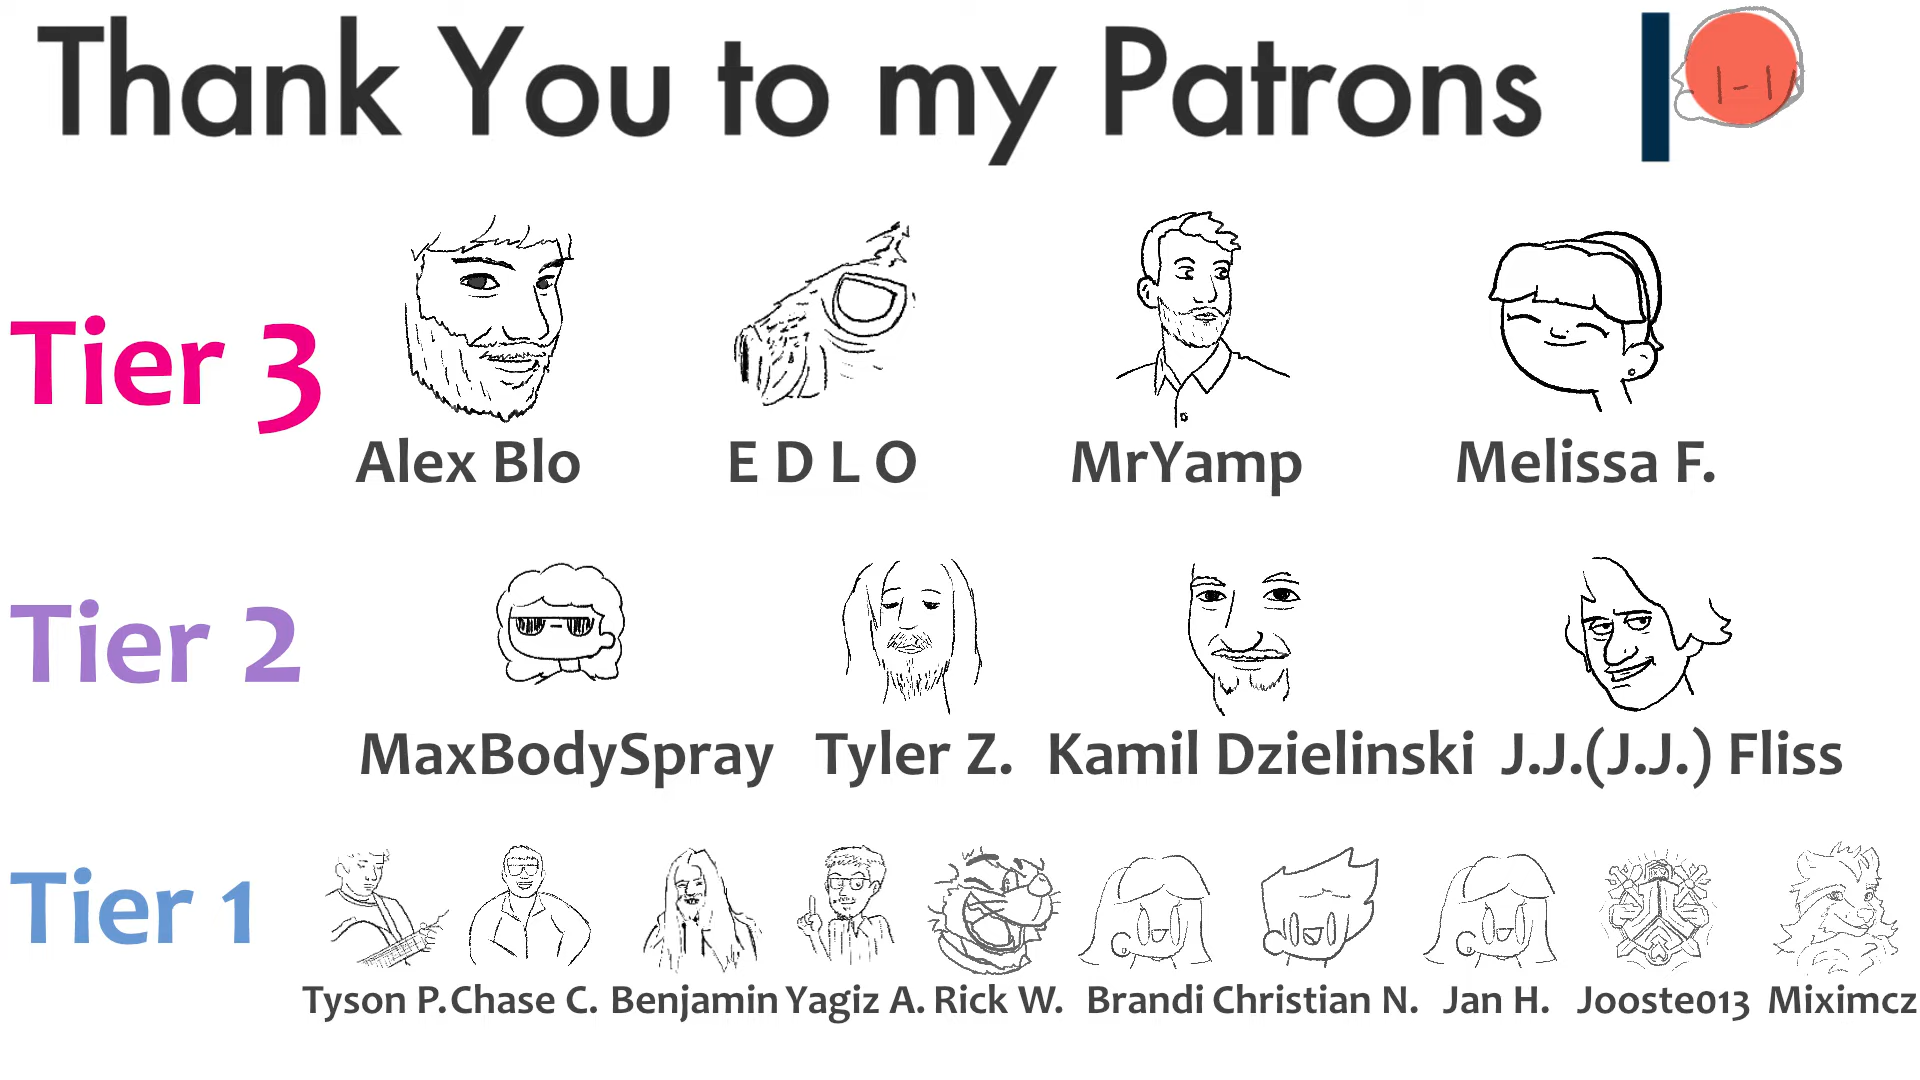 Thank You to my Patrons
Tier 3
Alex Blo E D L O MrYamp Melissa F.
Tier 2
MaxBodySpray Tyler Z. Kamil Dzielinski J.J.(J.J.) Fliss
Tier 1
Tyson P. Chase C. Benjamin Yagiz A. Rick W. Brandi Christian N. Jan H. Jooste013 Miximcz